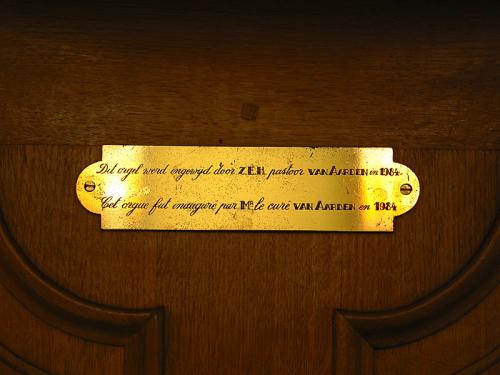 Dit orgel werd ingewijd door Z.E.H. pastoor VAN AARDEN in 1984
Cet orgue fut inauguré par Mr. le curé VAN AARDEN en 1984